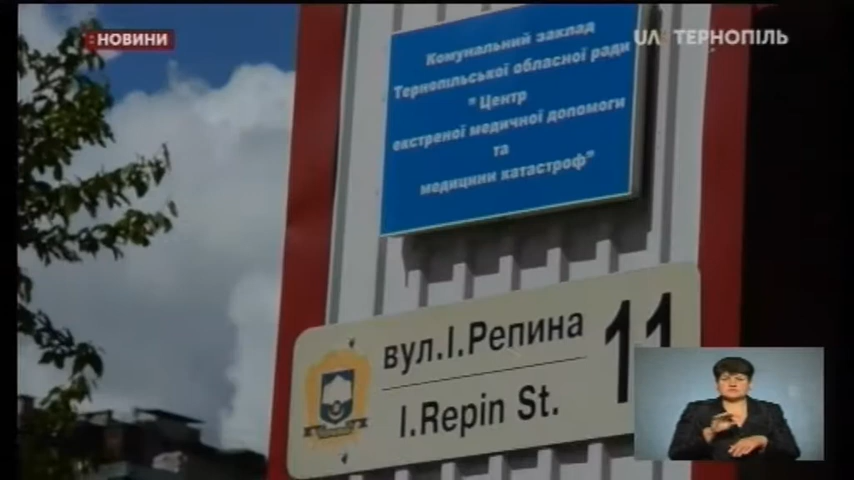 :НОВИНИ
UA: ТЕРНОПІЛЬ
Комунальний заклад
Тернопільської обласної ради
"Центр
екстреної медичної допомоги
та
медицини катастроф"
вул.І.Репина
I.Repin St.
11